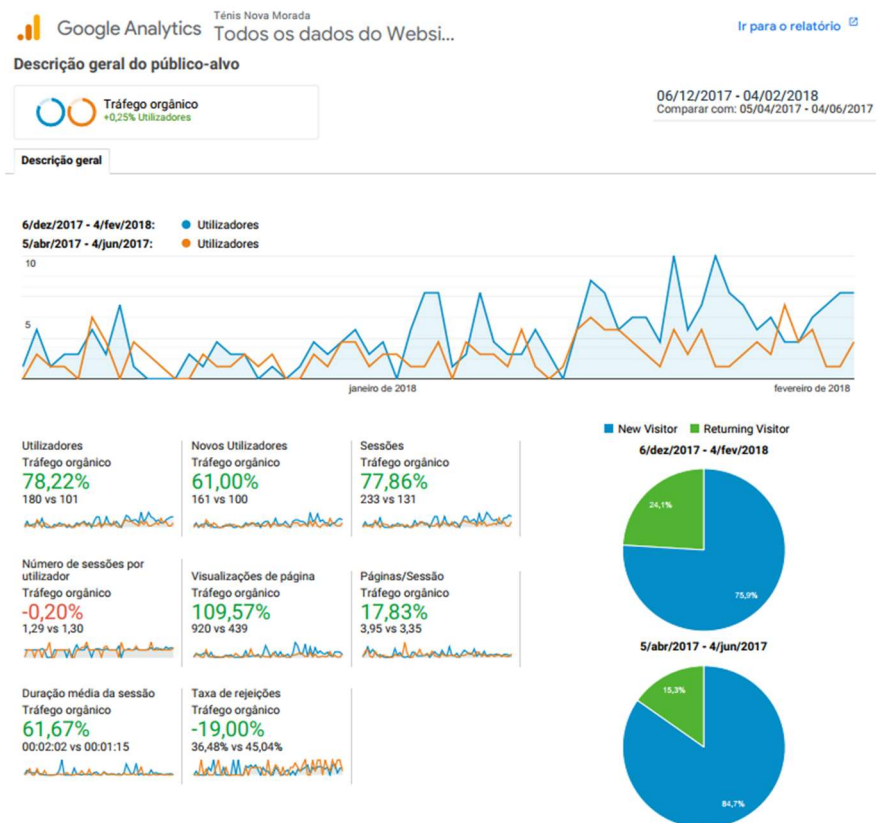 Google Analytics
Ténis Nova Morada
Todos os dados do Websi...
Ir para o relatório
Descrição geral do público-alvo
Tráfego orgânico
+0,25% Utilizadores
06/12/2017 - 04/02/2018
Comparar com: 05/04/2017 - 04/06/2017
Descrição geral
6/dez/2017 - 4/fev/2018: Utilizadores
5/abr/2017 - 4/jun/2017: Utilizadores
10
5
janeiro de 2018
fevereiro de 2018
Utilizadores
Tráfego orgânico
78,22%
180 vs 101
Novos Utilizadores
Tráfego orgânico
61,00%
161 vs 100
Sessões
Tráfego orgânico
77,86%
233 vs 131
Número de sessões por
utilizador
Tráfego orgânico
-0,20%
1,29 vs 1,30
Visualizações de página
Tráfego orgânico
109,57%
920 vs 439
Páginas/Sessão
Tráfego orgânico
17,83%
3,95 vs 3,35
Duração média da sessão
Tráfego orgânico
61,67%
00:02:02 vs 00:01:15
Taxa de rejeições
Tráfego orgânico
-19,00%
36,48% vs 45,04%
New Visitor Returning Visitor
6/dez/2017 - 4/fev/2018
24,1%
75,9%
5/abr/2017 - 4/jun/2017
15,3%
84,7%